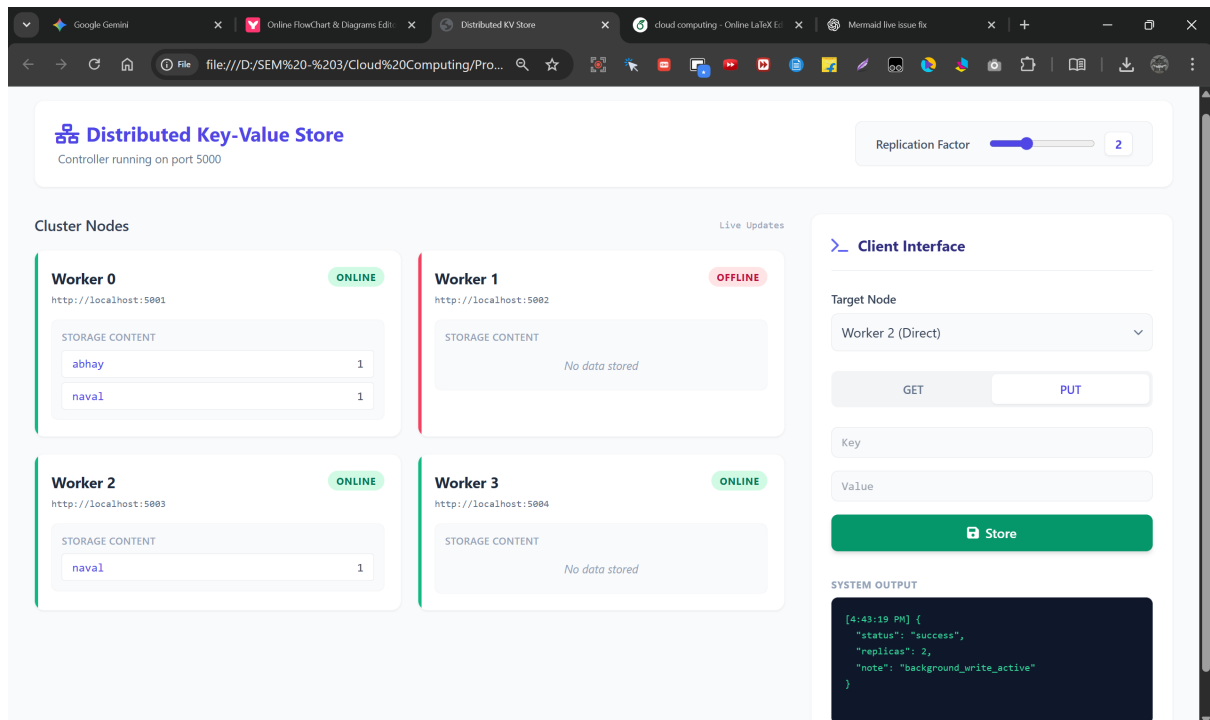 Google Gemini
Online FlowChart & Diagrams Edito
Distributed KV Store
cloud computing - Online LaTeX Ed
Mermaid live issue fix
File
file:///D:/SEM%20-%203/Cloud%20Computing/Pro...
Distributed Key-Value Store
Controller running on port 5000
Replication Factor
2
Cluster Nodes
Live Updates
Worker 0
ONLINE
http://localhost:5001
STORAGE CONTENT
abhay 1
naval 1
Worker 1
OFFLINE
http://localhost:5002
STORAGE CONTENT
No data stored
Worker 2
ONLINE
http://localhost:5003
STORAGE CONTENT
naval 1
Worker 3
ONLINE
http://localhost:5004
STORAGE CONTENT
No data stored
Client Interface
Target Node
Worker 2 (Direct)
GET
PUT
Key
Value
Store
SYSTEM OUTPUT
[4:43:19 PM] {
"status": "success",
"replicas": 2,
"note": "background_write_active"
}